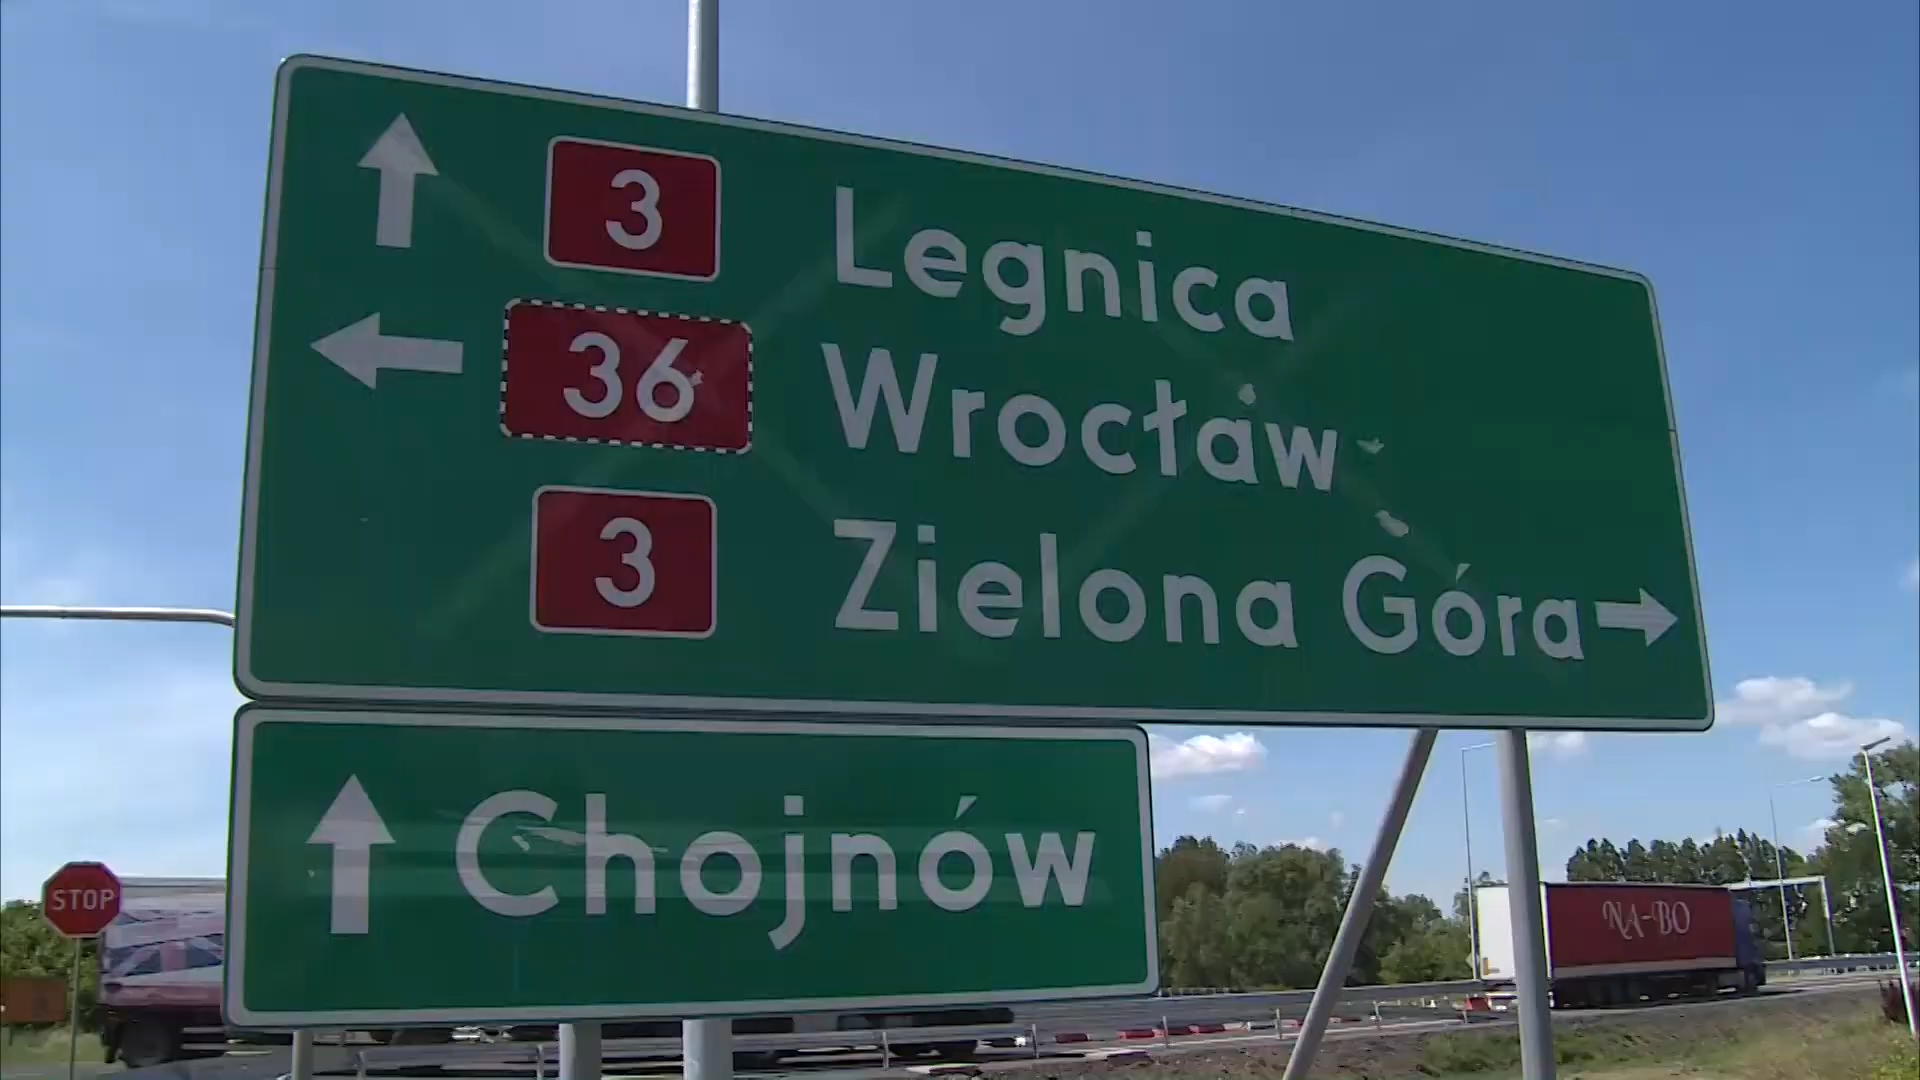 3 Legnica
36 Wrocław
3 Zielona Góra
Chojnów
STOP
NA-BO